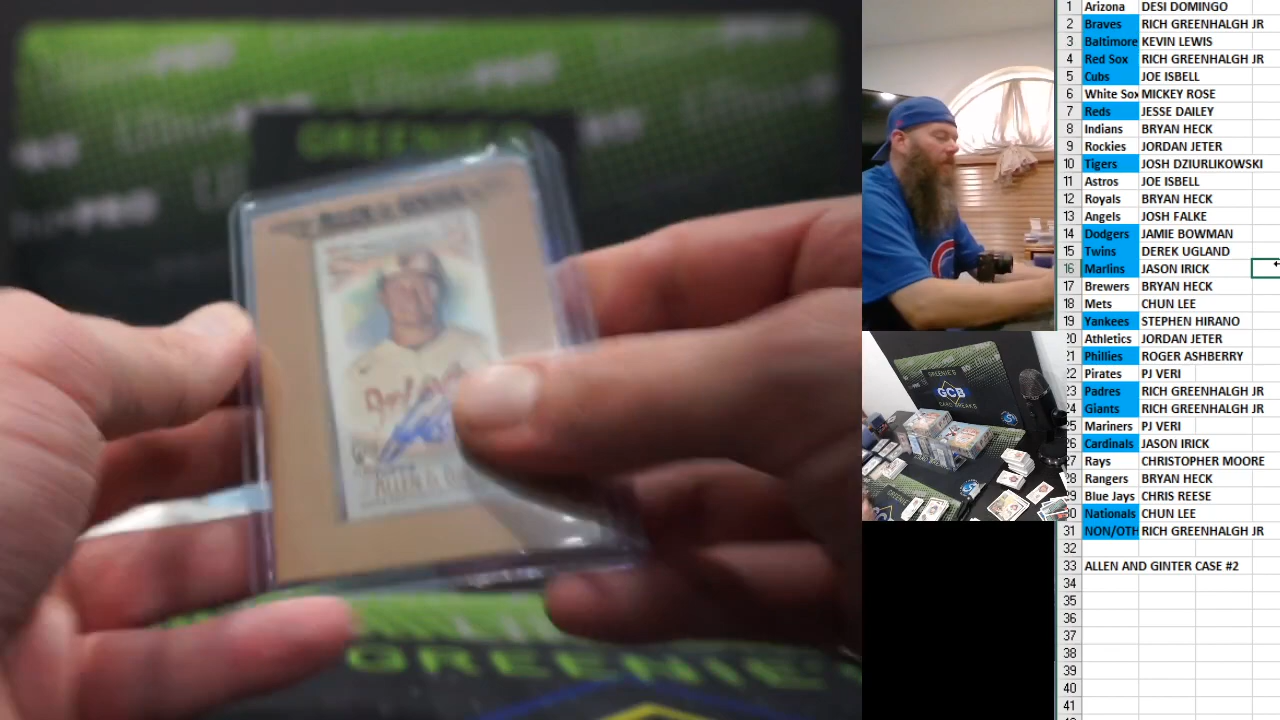 GREENIE'S
ALLEN & GI
GREENIE'S
GREENIE'S
GCB
CARD BREAKS
1 Arizona DESI DOMINGO
2 Braves RICH GREENHALGH JR
3 Baltimore KEVIN LEWIS
4 Red Sox RICH GREENHALGH JR
5 Cubs JOE ISBELL
6 White Sox MICKEY ROSE
7 Reds JESSE DAILEY
8 Indians BRYAN HECK
9 Rockies JORDAN JETER
10 Tigers JOSH DZIURLIKOWSKI
11 Astros JOE ISBELL
12 Royals BRYAN HECK
13 Angels JOSH FALKE
14 Dodgers JAMIE BOWMAN
15 Twins DEREK UGLAND
16 Marlins JASON IRICK
17 Brewers BRYAN HECK
18 Mets CHUN LEE
19 Yankees STEPHEN HIRANO
20 Athletics JORDAN JETER
21 Phillies ROGER ASHBERRY
22 Pirates PJ VERI
23 Padres RICH GREENHALGH JR
24 Giants RICH GREENHALGH JR
25 Mariners PJ VERI
26 Cardinals JASON IRICK
27 Rays CHRISTOPHER MOORE
28 Rangers BRYAN HECK
29 Blue Jays CHRIS REESE
30 Nationals CHUN LEE
31 NON/OTH RICH GREENHALGH JR
32
33 ALLEN AND GINTER CASE #2
34
35
36
37
38
39
40
41